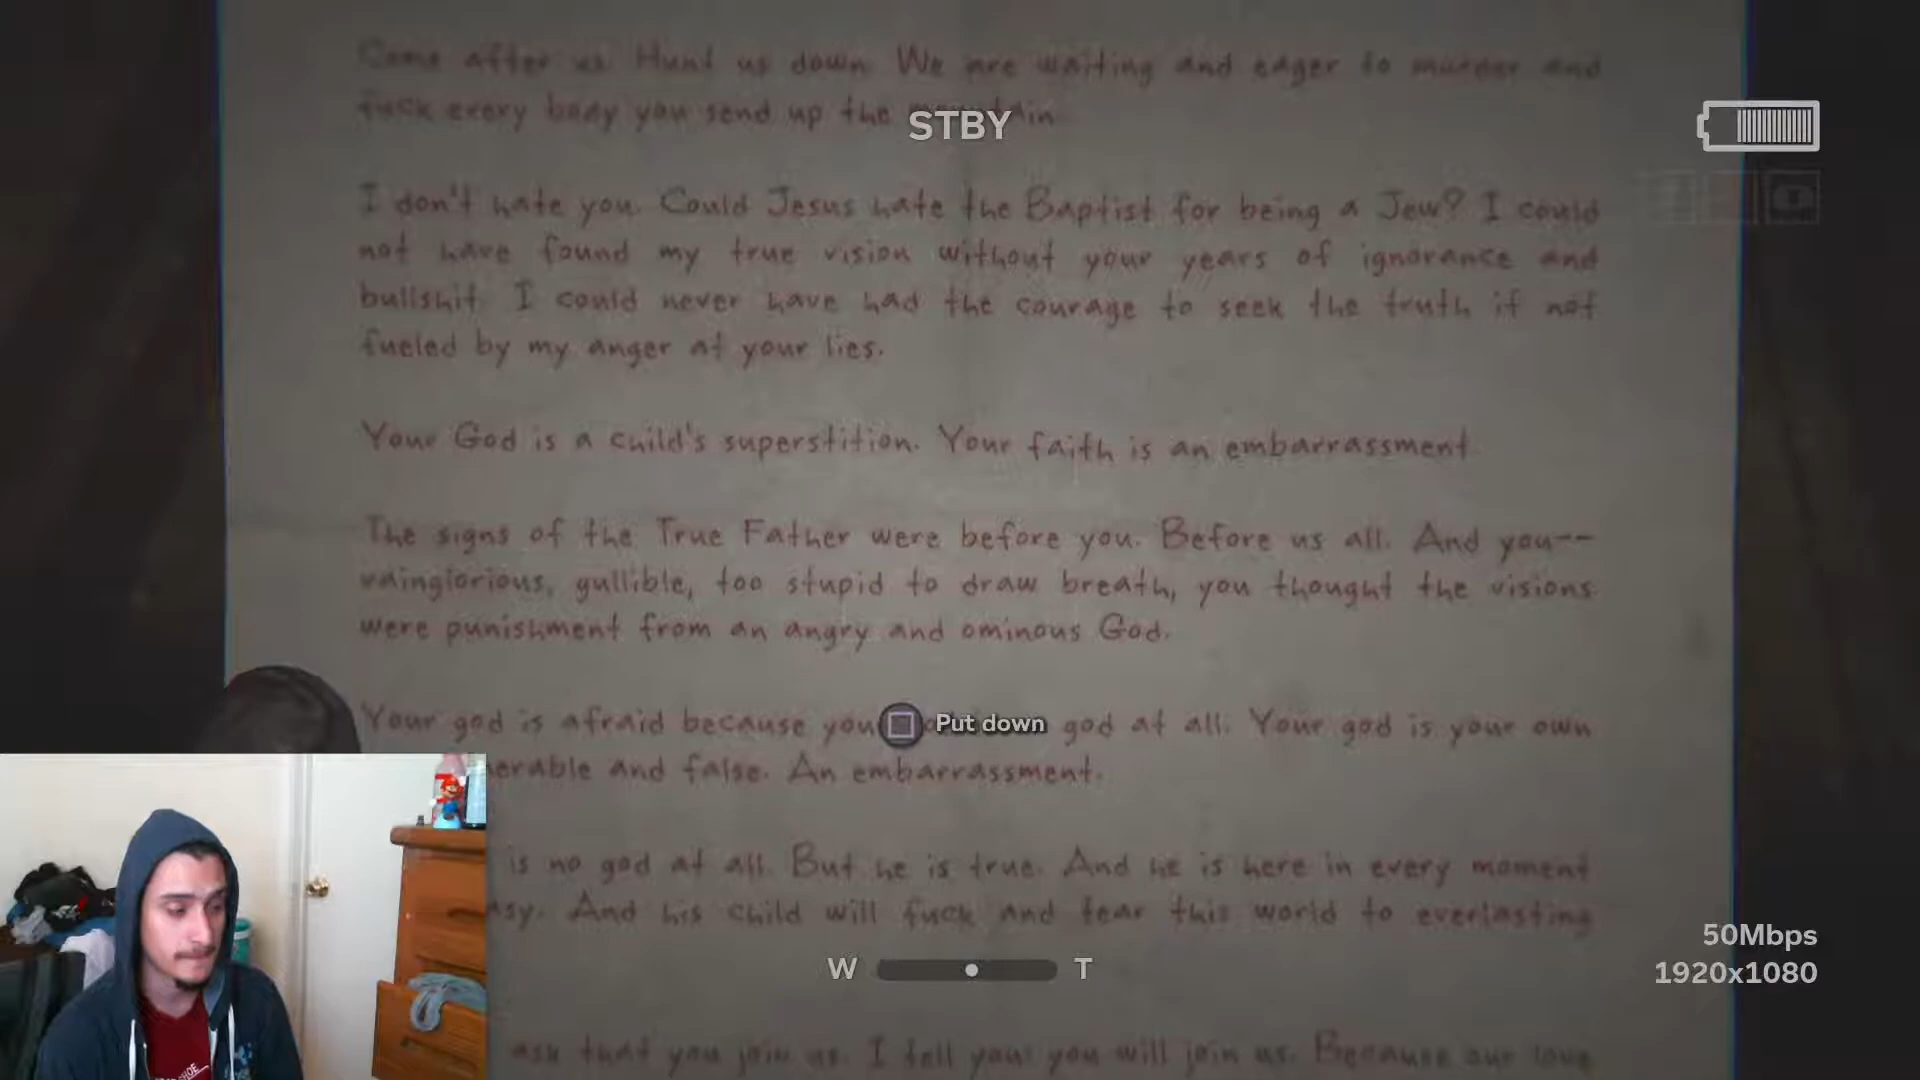 Come after us. Hunt us down. We are waiting and eager to murder and
fuck every body you send up the mountain.
STBY
I don't hate you. Could Jesus hate the Baptist for being a Jew? I could
not have found my true vision without your years of ignorance and
bullshit. I could never have had the courage to seek the truth if not
fueled by my anger at your lies.
Your God is a child's superstition. Your faith is an embarrassment.
The signs of the True Father were before you. Before us all. And you--
vainglorious, gullible, too stupid to draw breath, you thought the visions
were punishment from an angry and ominous God.
Your god is afraid because you god at all. Your god is your own
Put down
and false. An embarrassment.
is no god at all. But he is true. And he is here in every moment
And his child will fuck and tear this world to everlasting
50Mbps
W T
1920x1080
ask that you join us. I tell you: you will join us. Because our love